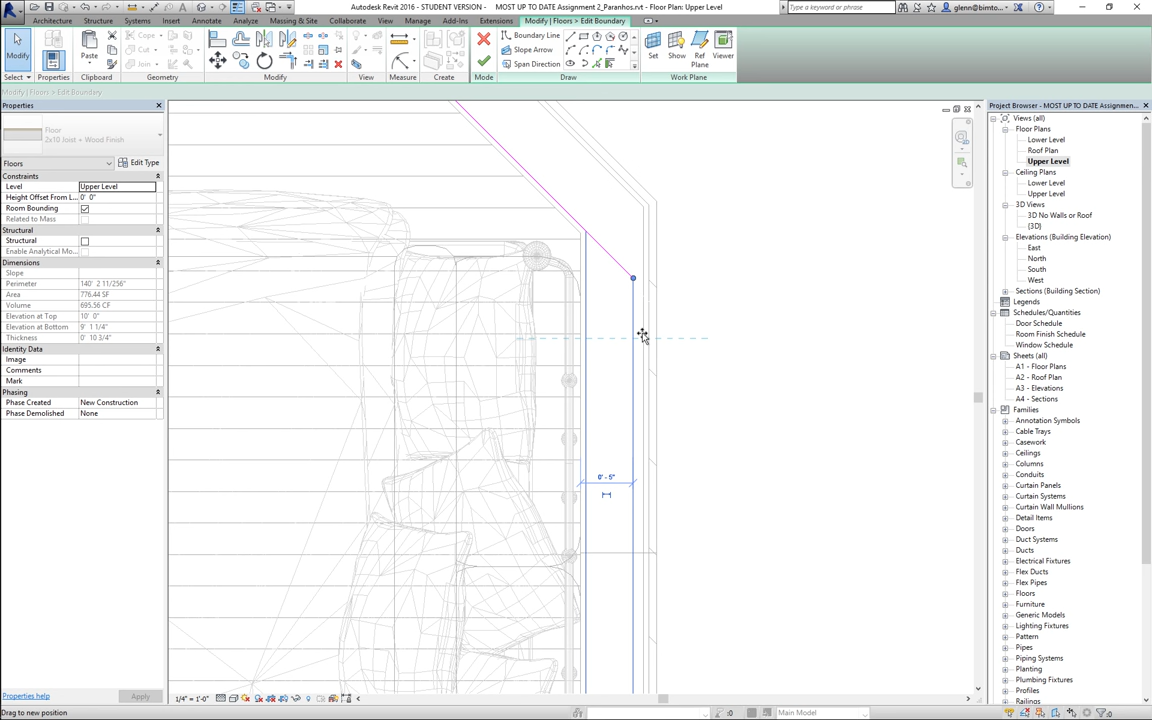 Autodesk Revit 2016 - STUDENT VERSION - MOST UP TO DATE Assignment 2_Paranhos.rvt - Floor Plan: Upper Level
Type a keyword or phrase
glenn@bimto...
Architecture Structure Systems Insert Annotate Analyze Massing & Site Collaborate View Manage Add-Ins Extensions Modify | Floors > Edit Boundary
Modify
Properties
Paste
Cope
Cut
Join
Boundary Line
Slope Arrow
Span Direction
Set Show Ref Plane Viewer
Select Properties Clipboard Geometry Modify View Measure Create Mode Draw Work Plane
Modify | Floors > Edit Boundary
Properties
Floor
2x10 Joist + Wood Finish
Floors
Edit Type
Constraints
Level Upper Level
Height Offset From L... 0' 0"
Room Bounding
Related to Mass
Structural
Structural
Enable Analytical Mo...
Dimensions
Slope
Perimeter 140' 2 11/256"
Area 776.44 SF
Volume 695.56 CF
Elevation at Top 10' 0"
Elevation at Bottom 9' 1 1/4"
Thickness 0' 10 3/4"
Identity Data
Image
Comments
Mark
Phasing
Phase Created New Construction
Phase Demolished None
Properties help
Apply
0' - 5"
1/4" = 1'-0"
Drag to new position
:0
Main Model
:0
Project Browser - MOST UP TO DATE Assignment...
Views (all)
Floor Plans
Lower Level
Roof Plan
Upper Level
Ceiling Plans
Lower Level
Upper Level
3D Views
3D No Walls or Roof
{3D}
Elevations (Building Elevation)
East
North
South
West
Sections (Building Section)
Legends
Schedules/Quantities
Door Schedule
Room Finish Schedule
Window Schedule
Sheets (all)
A1 - Floor Plans
A2 - Roof Plan
A3 - Elevations
A4 - Sections
Families
Annotation Symbols
Cable Trays
Casework
Ceilings
Columns
Conduits
Curtain Panels
Curtain Systems
Curtain Wall Mullions
Detail Items
Doors
Duct Systems
Ducts
Electrical Fixtures
Flex Ducts
Flex Pipes
Floors
Furniture
Generic Models
Lighting Fixtures
Pattern
Pipes
Piping Systems
Planting
Plumbing Fixtures
Profiles
Railings